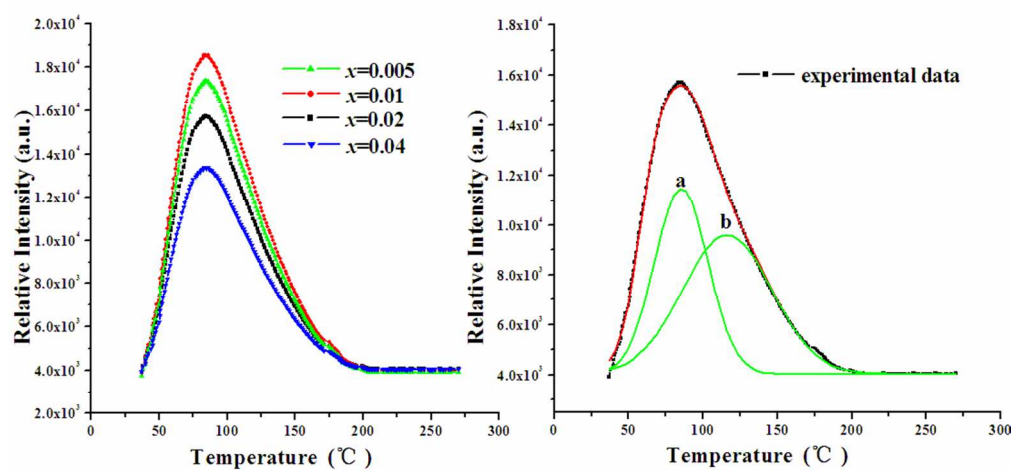 2.0x10⁴
1.8x10⁴
1.6x10⁴
1.4x10⁴
1.2x10⁴
1.0x10⁴
8.0x10³
6.0x10³
4.0x10³
2.0x10³
Relative Intensity (a.u.)
x=0.005
x=0.01
x=0.02
x=0.04
0 50 100 150 200 250 300
Temperature (℃)
1.8x10⁴
1.6x10⁴
1.4x10⁴
1.2x10⁴
1.0x10⁴
8.0x10³
6.0x10³
4.0x10³
Relative Intensity (a.u.)
experimental data
a
b
0 50 100 150 200 250 300
Temperature (℃)